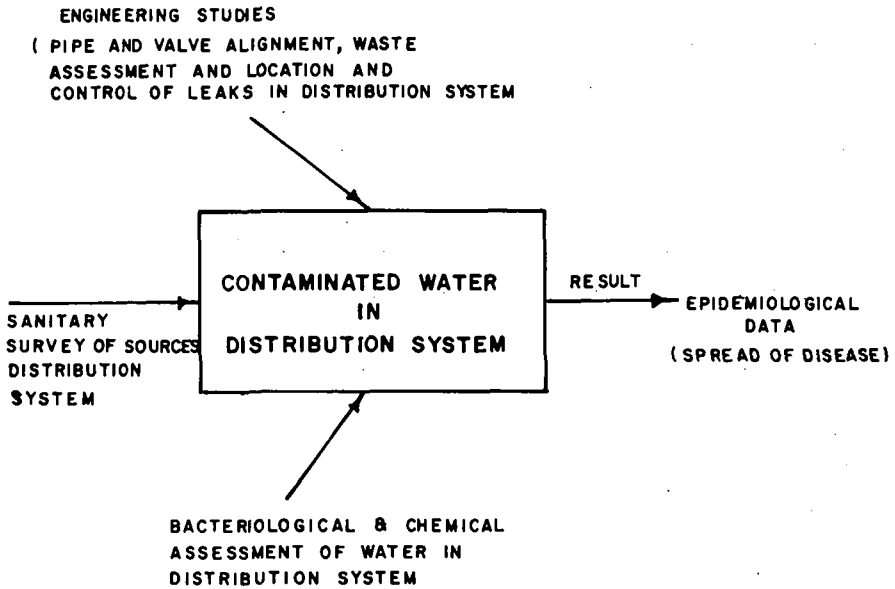 ENGINEERING STUDIES
( PIPE AND VALVE ALIGNMENT, WASTE
ASSESSMENT AND LOCATION AND
CONTROL OF LEAKS IN DISTRIBUTION SYSTEM
CONTAMINATED WATER
IN
DISTRIBUTION SYSTEM
RESULT
EPIDEMIOLOGICAL
DATA
(SPREAD OF DISEASE)
SANITARY
SURVEY OF SOURCES
DISTRIBUTION
SYSTEM
BACTERIOLOGICAL & CHEMICAL
ASSESSMENT OF WATER IN
DISTRIBUTION SYSTEM